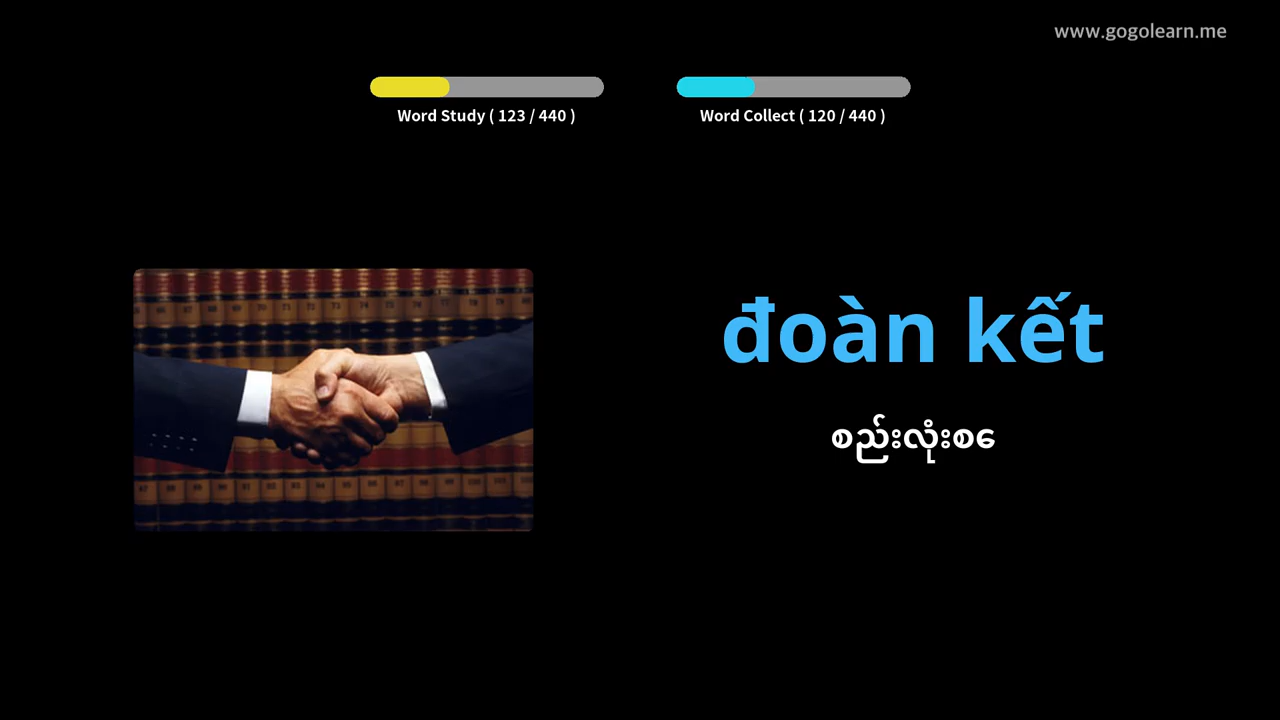 www.gogolearn.me
Word Study ( 123 / 440 )
Word Collect ( 120 / 440 )
đoàn kết
စည်းလုံးစေ